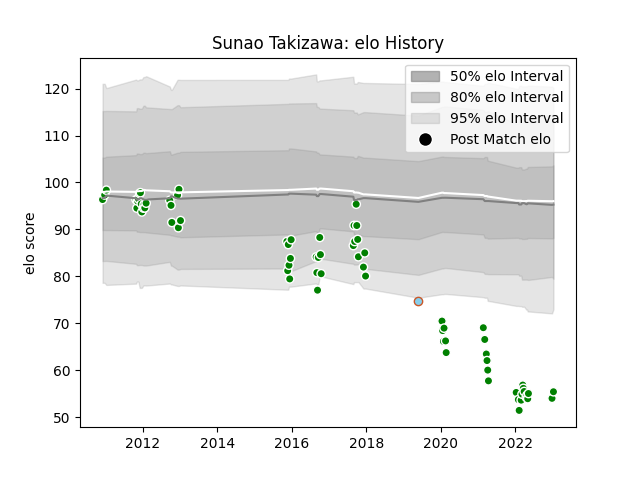 Sunao Takizawa: elo History
50% elo Interval
80% elo Interval
95% elo Interval
Post Match elo
elo score
120
110
100
90
80
70
60
50
2012 2014 2016 2018 2020 2022